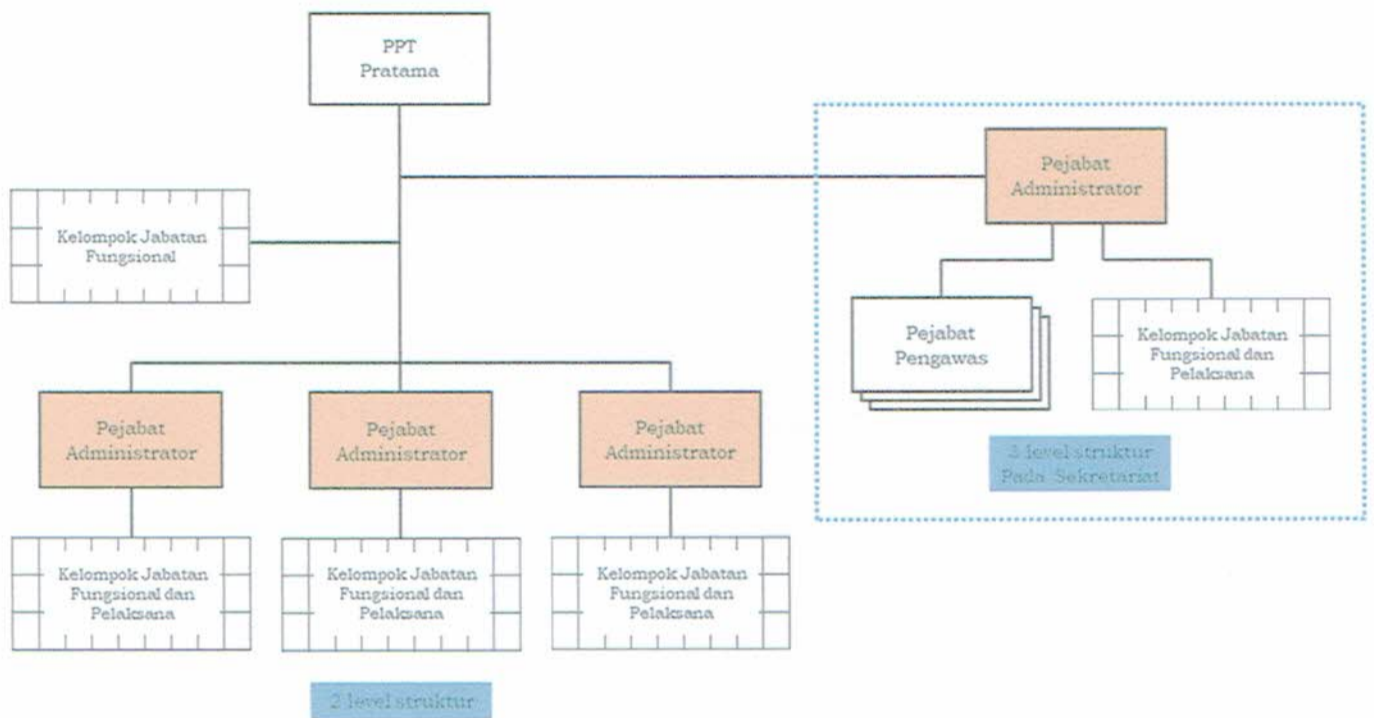 PPT
Pratama
Pejabat
Administrator
Kelompok Jabatan
Fungsional
Pejabat
Pengawas
Kelompok Jabatan
Fungsional dan
Pelaksana
3 level struktur
Pada Sekretariat
Pejabat
Administrator
Pejabat
Administrator
Pejabat
Administrator
Kelompok Jabatan
Fungsional dan
Pelaksana
Kelompok Jabatan
Fungsional dan
Pelaksana
Kelompok Jabatan
Fungsional dan
Pelaksana
2 level struktur